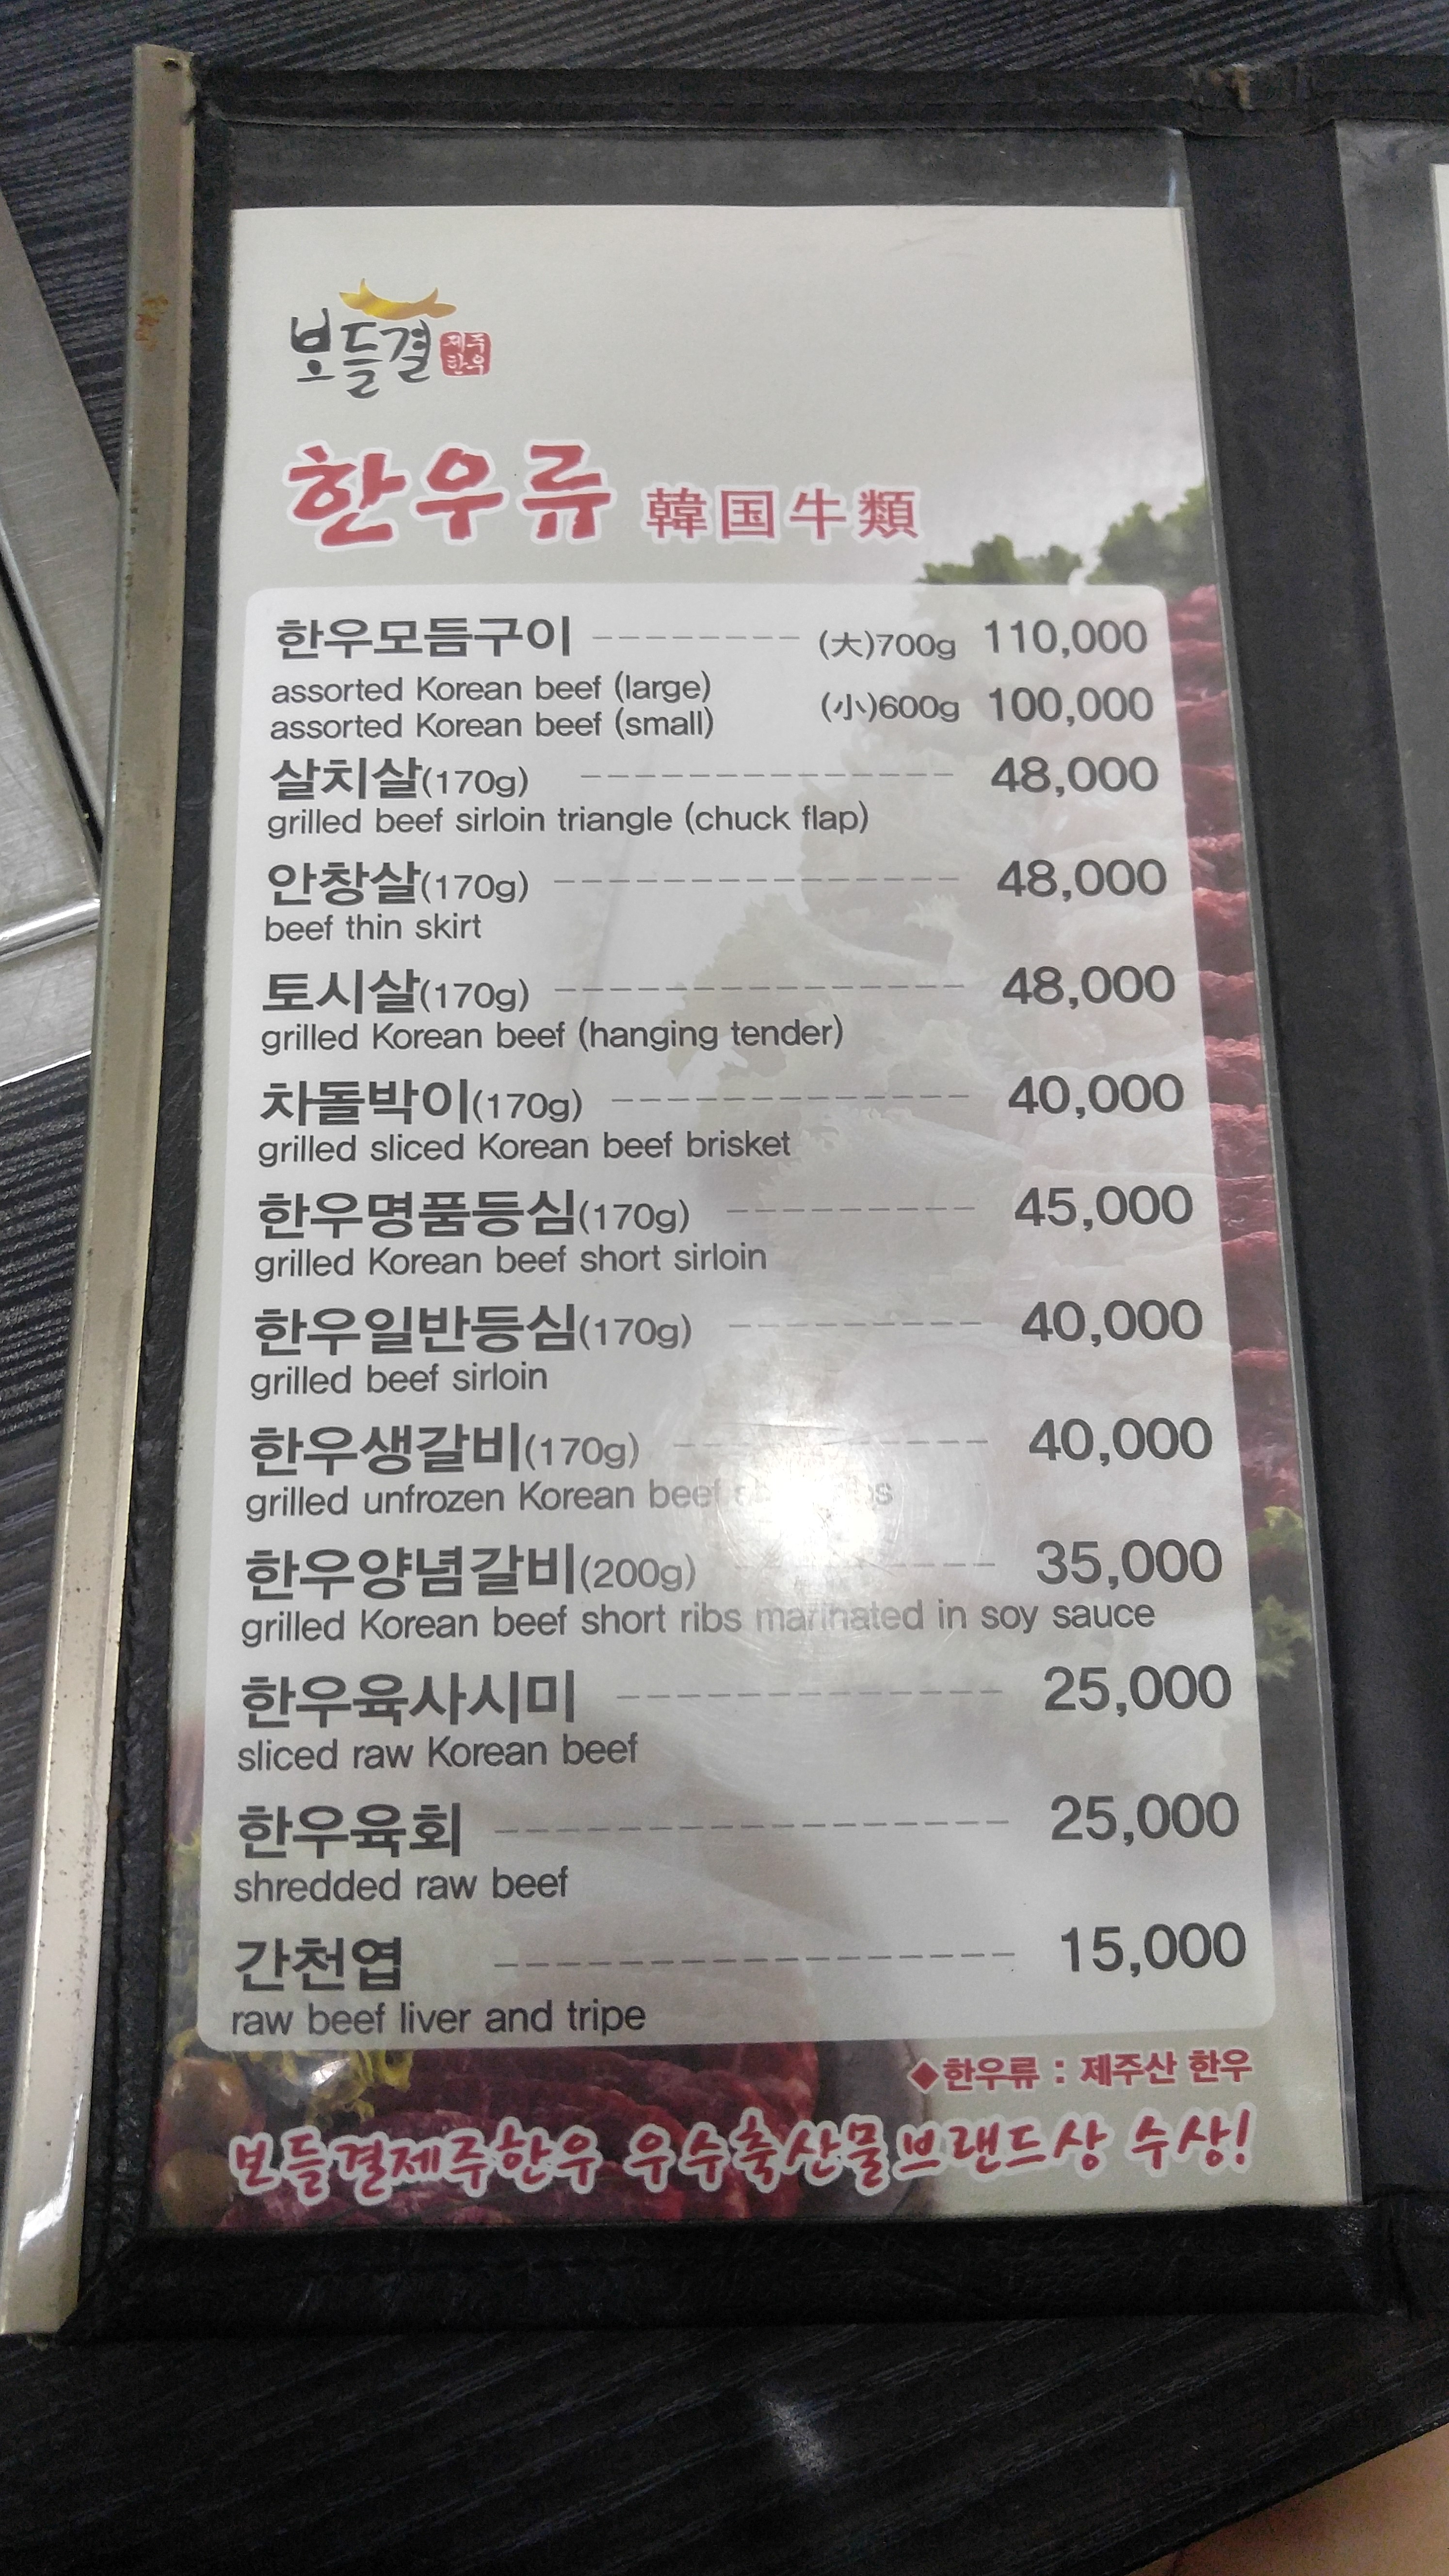 보들결 제주한우
한우류 韓国牛類
한우모듬구이 (大)700g 110,000
assorted Korean beef (large)
(小)600g 100,000
assorted Korean beef (small)
살치살(170g) 48,000
grilled beef sirloin triangle (chuck flap)
안창살(170g) 48,000
beef thin skirt
토시살(170g) 48,000
grilled Korean beef (hanging tender)
차돌박이(170g) 40,000
grilled sliced Korean beef brisket
한우명품등심(170g) 45,000
grilled Korean beef short sirloin
한우일반등심(170g) 40,000
grilled beef sirloin
한우생갈비(170g) 40,000
grilled unfrozen Korean beef
한우양념갈비(200g) 35,000
grilled Korean beef short ribs marinated in soy sauce
한우육사시미 25,000
sliced raw Korean beef
한우육회 25,000
shredded raw beef
간천엽 15,000
raw beef liver and tripe
◆한우류 : 제주산 한우
보들결제주한우 우수축산물브랜드상 수상!